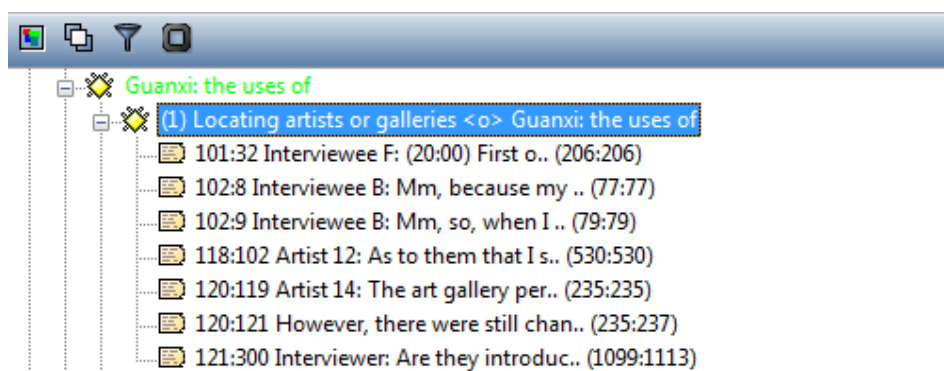 Guanxi: the uses of
(1) Locating artists or galleries <o> Guanxi: the uses of
101:32 Interviewee F: (20:00) First o.. (206:206)
102:8 Interviewee B: Mm, because my .. (77:77)
102:9 Interviewee B: Mm, so, when I .. (79:79)
118:102 Artist 12: As to them that I s.. (530:530)
120:119 Artist 14: The art gallery per.. (235:235)
120:121 However, there were still chan.. (235:237)
121:300 Interviewer: Are they introduc.. (1099:1113)